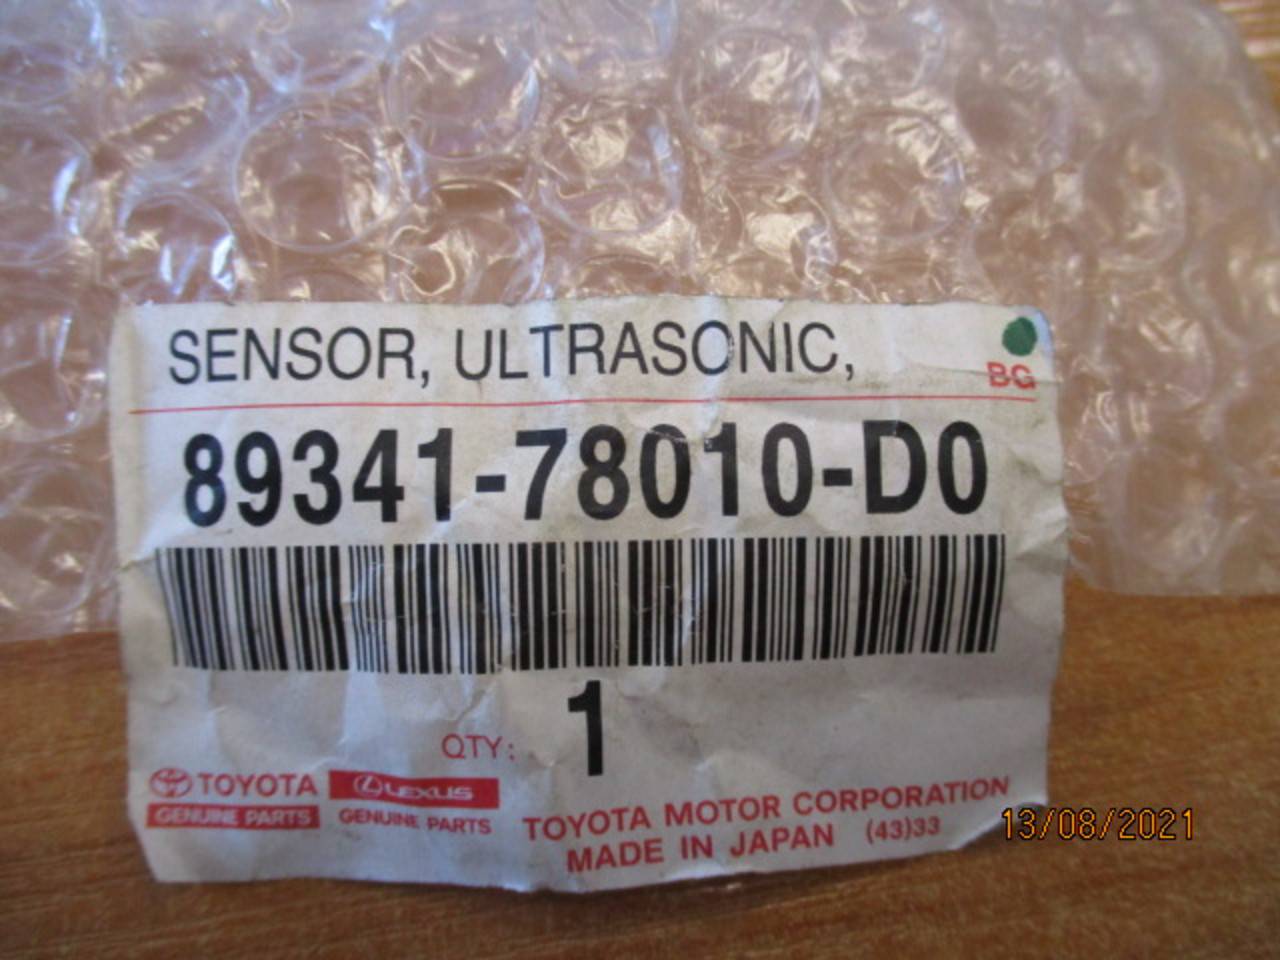 SENSOR, ULTRASONIC,
BG
89341-78010-D0
QTY: 1
TOYOTA LEXUS
GENUINE PARTS GENUINE PARTS
TOYOTA MOTOR CORPORATION
MADE IN JAPAN (43)33
13/08/2021